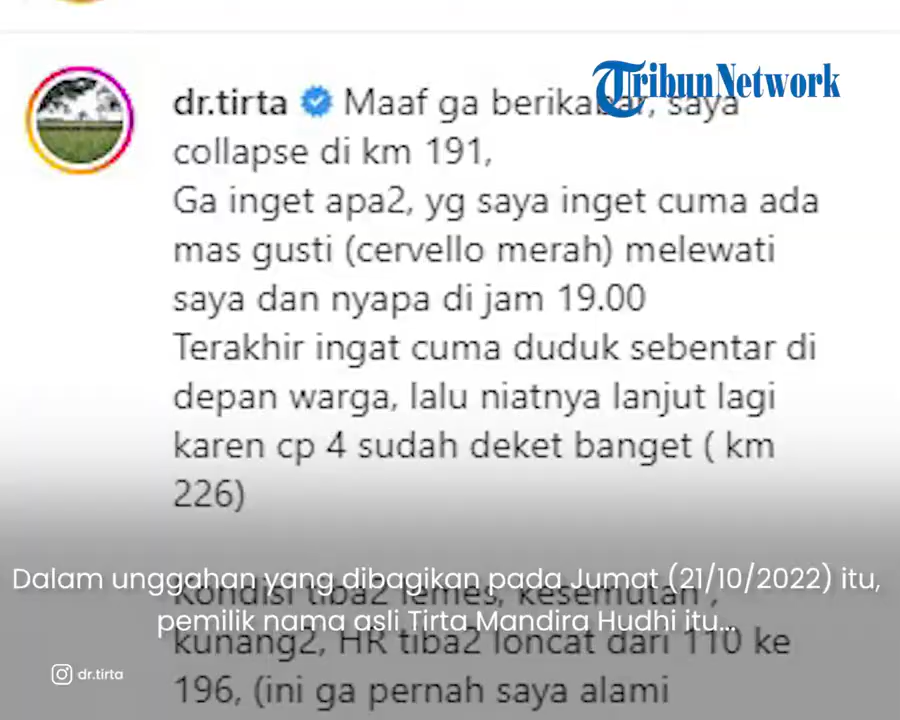 TribunNetwork
dr.tirta Maaf ga berikabar, saya
collapse di km 191,
Ga inget apa2, yg saya inget cuma ada
mas gusti (cervello merah) melewati
saya dan nyapa di jam 19.00
Terakhir ingat cuma duduk sebentar di
depan warga, lalu niatnya lanjut lagi
karen cp 4 sudah deket banget ( km
226)
Dalam unggahan yang dibagikan pada Jumat (21/10/2022) itu,
Kondisi tiba2 lemes, kesemutan ,
pemilik nama asli Tirta Mandira Hudhi itu...
kunang2, HR tiba2 loncat dari 110 ke
dr.tirta
196, (ini ga pernah saya alami